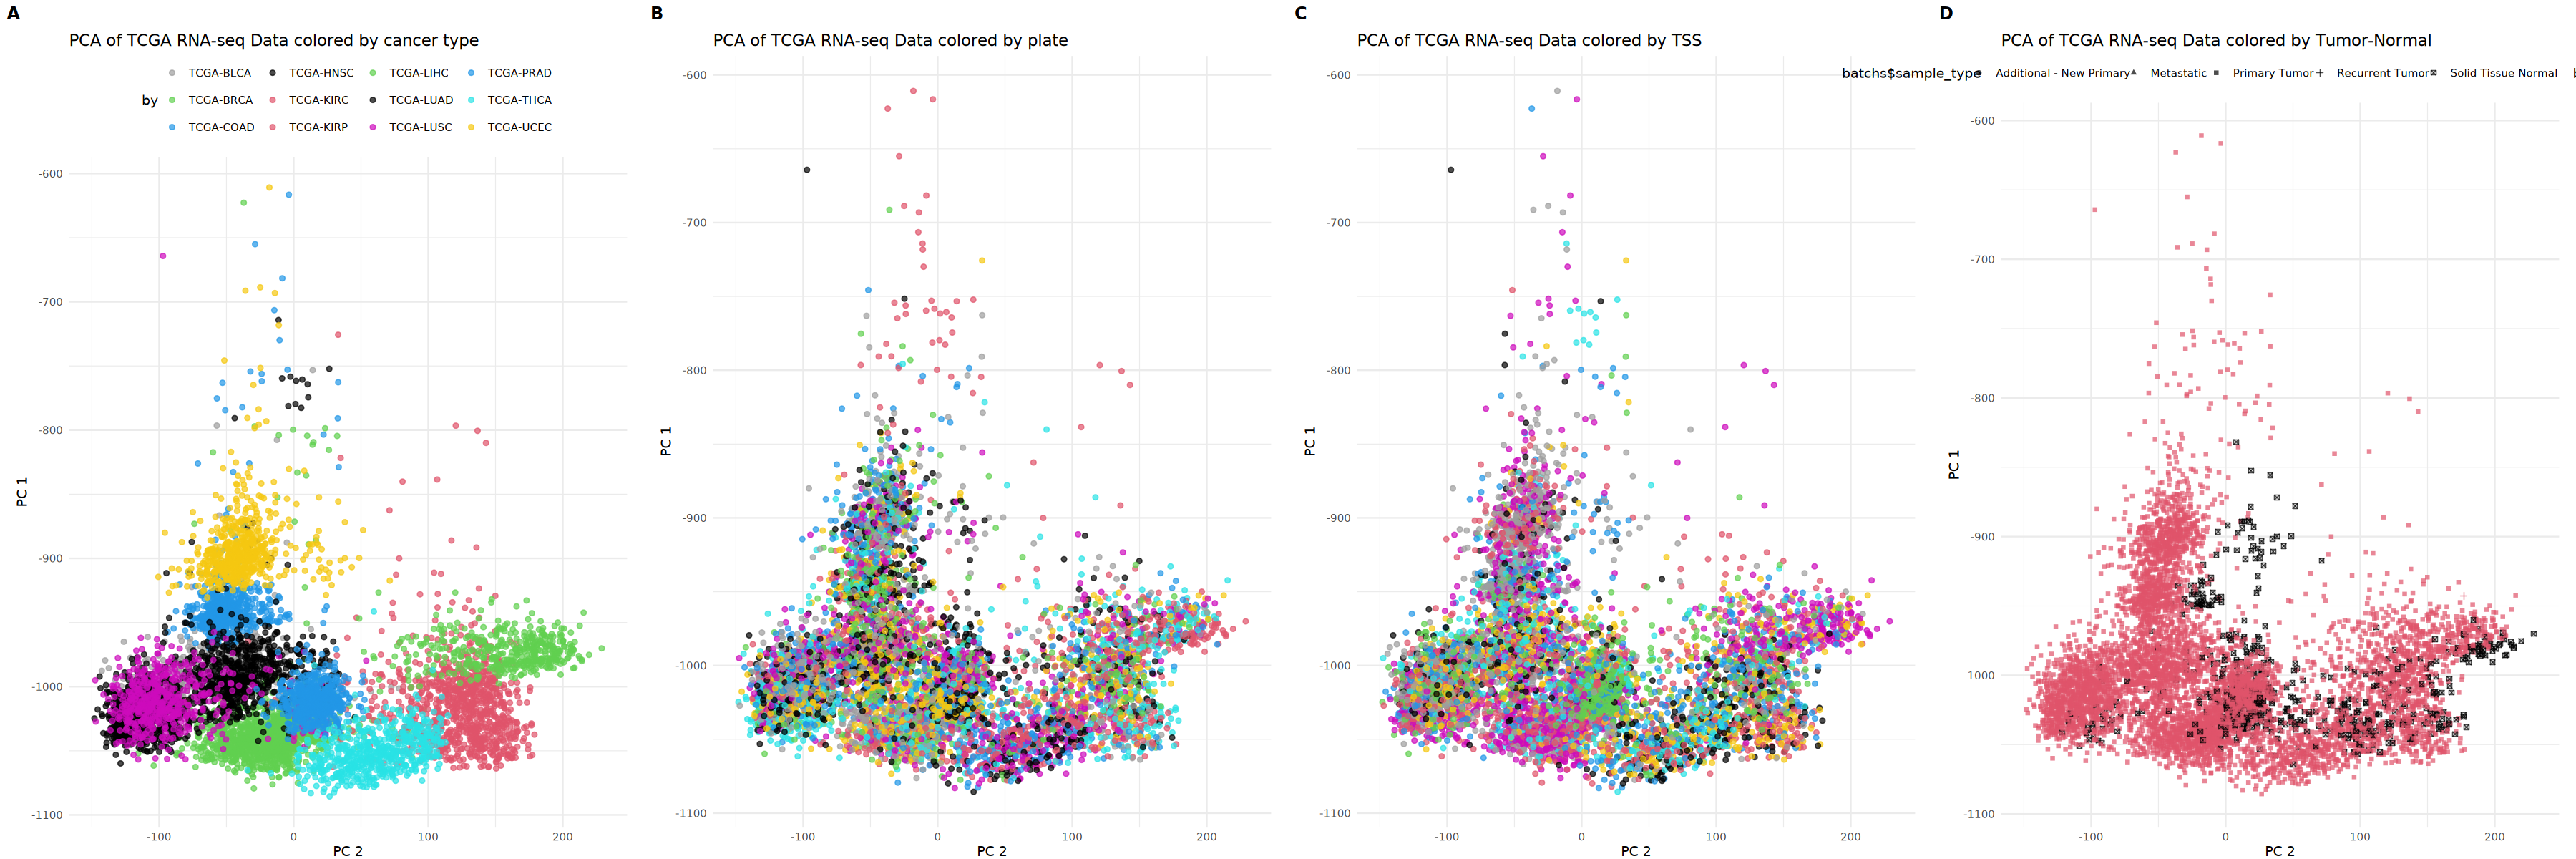 A
PCA of TCGA RNA-seq Data colored by cancer type
by
TCGA-BLCA TCGA-HNSC TCGA-LIHC TCGA-PRAD
TCGA-BRCA TCGA-KIRC TCGA-LUAD TCGA-THCA
TCGA-COAD TCGA-KIRP TCGA-LUSC TCGA-UCEC
-600
-700
-800
-900
-1000
-1100
PC 1
-100 0 100 200
PC 2
B
PCA of TCGA RNA-seq Data colored by plate
-600
-700
-800
-900
-1000
-1100
PC 1
-100 0 100 200
PC 2
C
PCA of TCGA RNA-seq Data colored by TSS
-600
-700
-800
-900
-1000
-1100
PC 1
-100 0 100 200
PC 2
D
PCA of TCGA RNA-seq Data colored by Tumor-Normal
batchs$sample_type Additional - New Primary Metastatic Primary Tumor Recurrent Tumor Solid Tissue Normal
-600
-700
-800
-900
-1000
-1100
PC 1
-100 0 100 200
PC 2